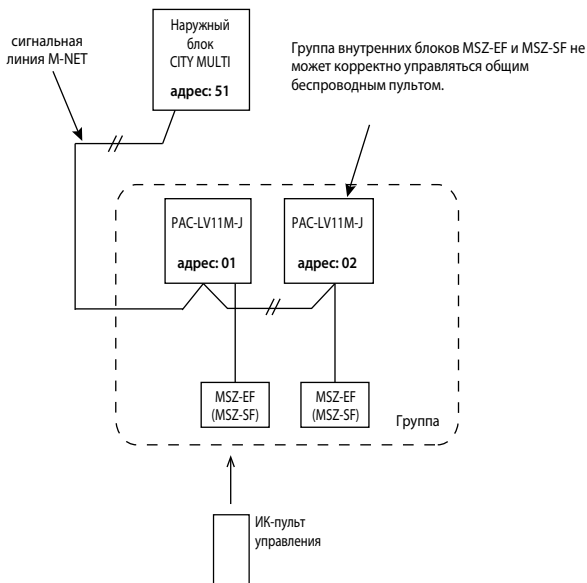 Наружный
блок
CITY MULTI
адрес: 51
сигнальная
линия M-NET
Группа внутренних блоков MSZ-EF и MSZ-SF не
может корректно управляться общим
беспроводным пультом.
PAC-LV11M-J
адрес: 01
PAC-LV11M-J
адрес: 02
MSZ-EF
(MSZ-SF)
MSZ-EF
(MSZ-SF)
Группа
ИК-пульт
управления